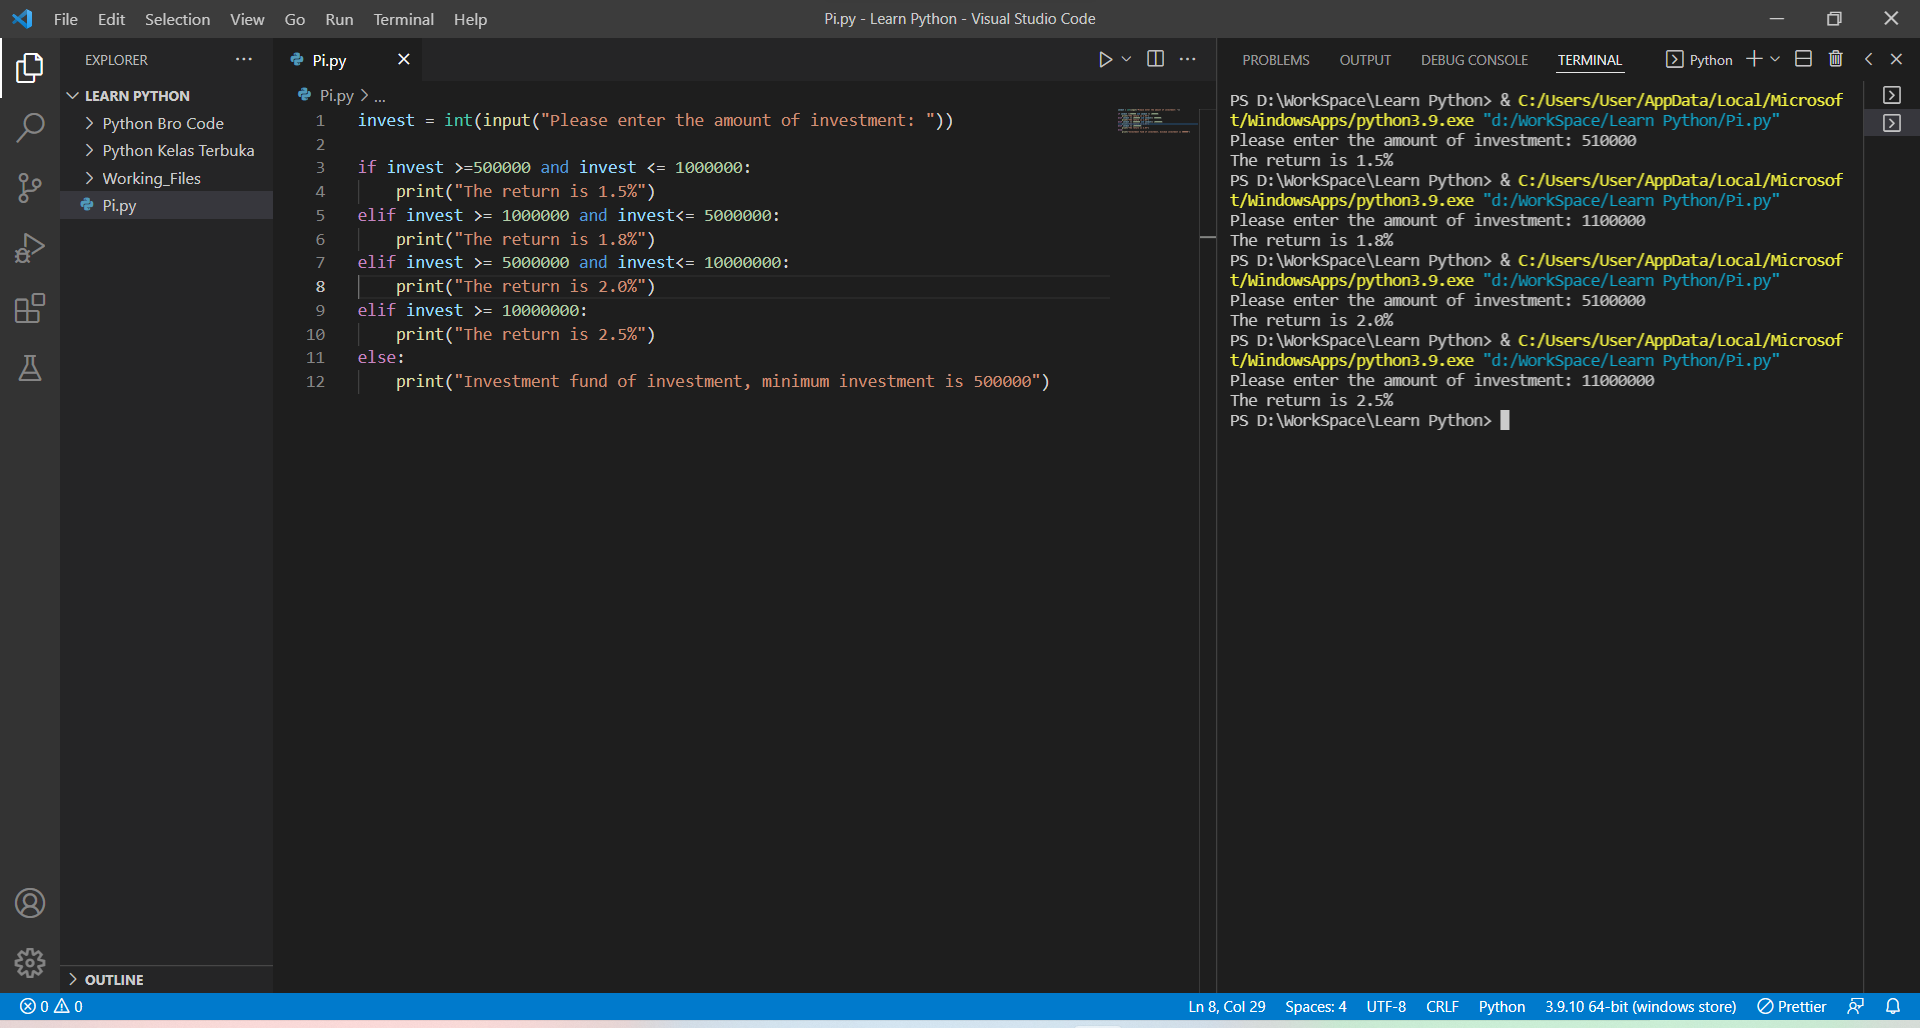 File Edit Selection View Go Run Terminal Help
Pi.py - Learn Python - Visual Studio Code
EXPLORER
LEARN PYTHON
Python Bro Code
Python Kelas Terbuka
Working_Files
Pi.py
OUTLINE
Pi.py
Pi.py > ...
1 invest = int(input("Please enter the amount of investment: "))
2
3 if invest >=500000 and invest <= 1000000:
4     print("The return is 1.5%")
5 elif invest >= 1000000 and invest<= 5000000:
6     print("The return is 1.8%")
7 elif invest >= 5000000 and invest<= 10000000:
8     print("The return is 2.0%")
9 elif invest >= 10000000:
10     print("The return is 2.5%")
11 else:
12     print("Investment fund of investment, minimum investment is 500000")
PROBLEMS OUTPUT DEBUG CONSOLE TERMINAL Python
PS D:\WorkSpace\Learn Python> & C:/Users/User/AppData/Local/Microsof
t/WindowsApps/python3.9.exe "d:/WorkSpace/Learn Python/Pi.py"
Please enter the amount of investment: 510000
The return is 1.5%
PS D:\WorkSpace\Learn Python> & C:/Users/User/AppData/Local/Microsof
t/WindowsApps/python3.9.exe "d:/WorkSpace/Learn Python/Pi.py"
Please enter the amount of investment: 1100000
The return is 1.8%
PS D:\WorkSpace\Learn Python> & C:/Users/User/AppData/Local/Microsof
t/WindowsApps/python3.9.exe "d:/WorkSpace/Learn Python/Pi.py"
Please enter the amount of investment: 5100000
The return is 2.0%
PS D:\WorkSpace\Learn Python> & C:/Users/User/AppData/Local/Microsof
t/WindowsApps/python3.9.exe "d:/WorkSpace/Learn Python/Pi.py"
Please enter the amount of investment: 11000000
The return is 2.5%
PS D:\WorkSpace\Learn Python>
0 0
Ln 8, Col 29 Spaces: 4 UTF-8 CRLF Python 3.9.10 64-bit (windows store) Prettier